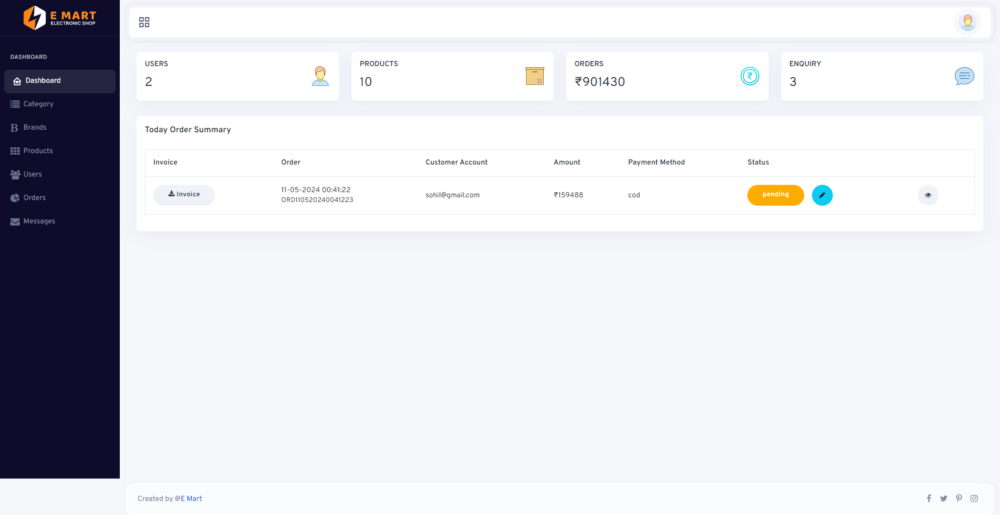 E MART
ELECTRONIC SHOP
DASHBOARD
Dashboard
Category
Brands
Products
Users
Orders
Messages
USERS
2
PRODUCTS
10
ORDERS
₹901430
ENQUIRY
3
Today Order Summary
Invoice Order Customer Account Amount Payment Method Status
Invoice 11-05-2024 00:41:22 sohil@gmail.com ₹159488 cod pending
ORD110520240041223
Created by @E Mart